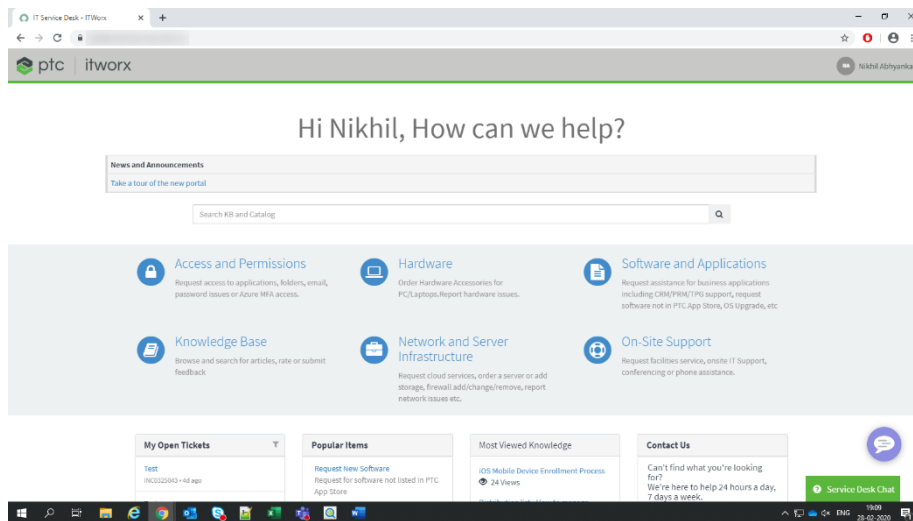 IT Service Desk - ITWorx
ptc itworx
NA Nikhil Abhyanka
Hi Nikhil, How can we help?
News and Announcements
Take a tour of the new portal
Search KB and Catalog
Access and Permissions
Request access to applications, folders, email,
password issues or Azure MFA access.
Hardware
Order Hardware Accessories for
PC/Laptops.Report hardware issues.
Software and Applications
Request assistance for business applications
including CRM/PRM/TPG support, request
software not in PTC App Store, OS Upgrade, etc
Knowledge Base
Browse and search for articles, rate or submit
feedback
Network and Server
Infrastructure
Request cloud services, order a server or add
storage, firewall add/change/remove, report
network issues etc.
On-Site Support
Request facilities service, onsite IT Support,
conferencing or phone assistance.
My Open Tickets
Test
INC0325043 • 4d ago
Popular Items
Request New Software
Request for software not listed in PTC
App Store
Most Viewed Knowledge
iOS Mobile Device Enrollment Process
24 Views
Contact Us
Can't find what you're looking
for?
We're here to help 24 hours a day,
7 days a week.
Service Desk Chat
ENG
19:09
28-02-2020